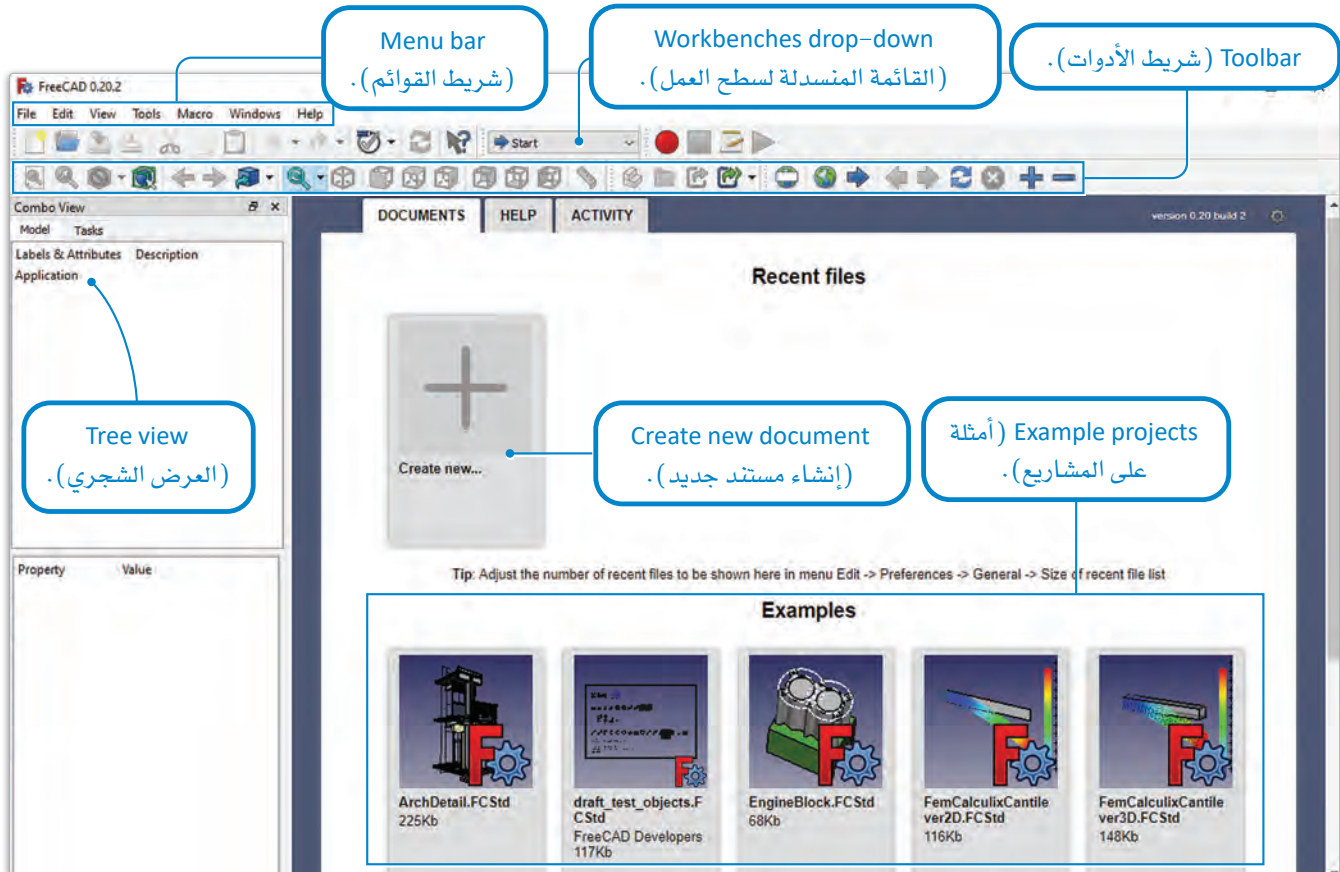 Menu bar
(شريط القوائم).
Workbenches drop-down
(القائمة المنسدلة لسطح العمل).
Toolbar (شريط الأدوات).
FreeCAD 0.20.2
File Edit View Tools Macro Windows Help
Start
Combo View
Model Tasks
Labels & Attributes Description
Application
DOCUMENTS HELP ACTIVITY
version 0.20 build 2
Recent files
Create new...
Tree view
(العرض الشجري).
Create new document
(إنشاء مستند جديد).
Example projects (أمثلة
على المشاريع).
Property Value
Tip: Adjust the number of recent files to be shown here in menu Edit -> Preferences -> General -> Size of recent file list
Examples
ArchDetail.FCStd
225Kb
draft_test_objects.F
CStd
FreeCAD Developers
117Kb
EngineBlock.FCStd
68Kb
FemCalculixCantile
ver2D.FCStd
116Kb
FemCalculixCantile
ver3D.FCStd
148Kb